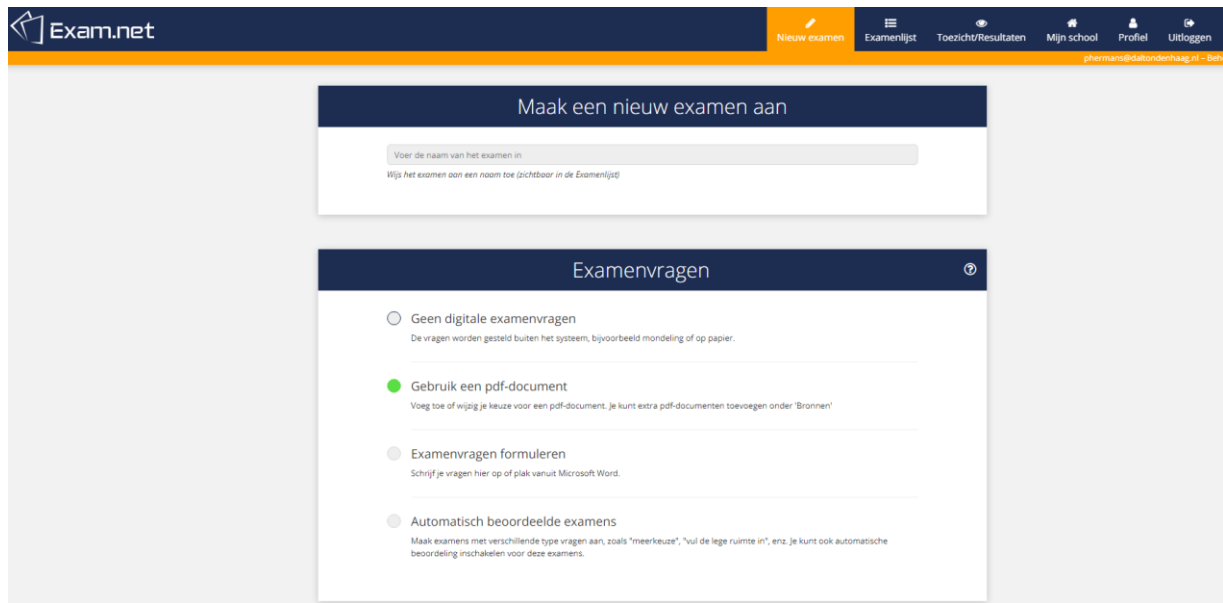 Exam.net
Nieuw examen
Examenlijst
Toezicht/Resultaten
Mijn school
Profiel
Uitloggen
phermans@daltondenhaag.nl – Beh
Maak een nieuw examen aan
Voer de naam van het examen in
Wijs het examen aan een naam toe (zichtbaar in de Examenlijst)
Examenvragen
Geen digitale examenvragen
De vragen worden gesteld buiten het systeem, bijvoorbeeld mondeling of op papier.
Gebruik een pdf-document
Voeg toe of wijzig je keuze voor een pdf-document. Je kunt extra pdf-documenten toevoegen onder 'Bronnen'
Examenvragen formuleren
Schrijf je vragen hier op of plak vanuit Microsoft Word.
Automatisch beoordeelde examens
Maak examens met verschillende type vragen aan, zoals "meerkeuze", "vul de lege ruimte in", enz. Je kunt ook automatische
beoordeling inschakelen voor deze examens.